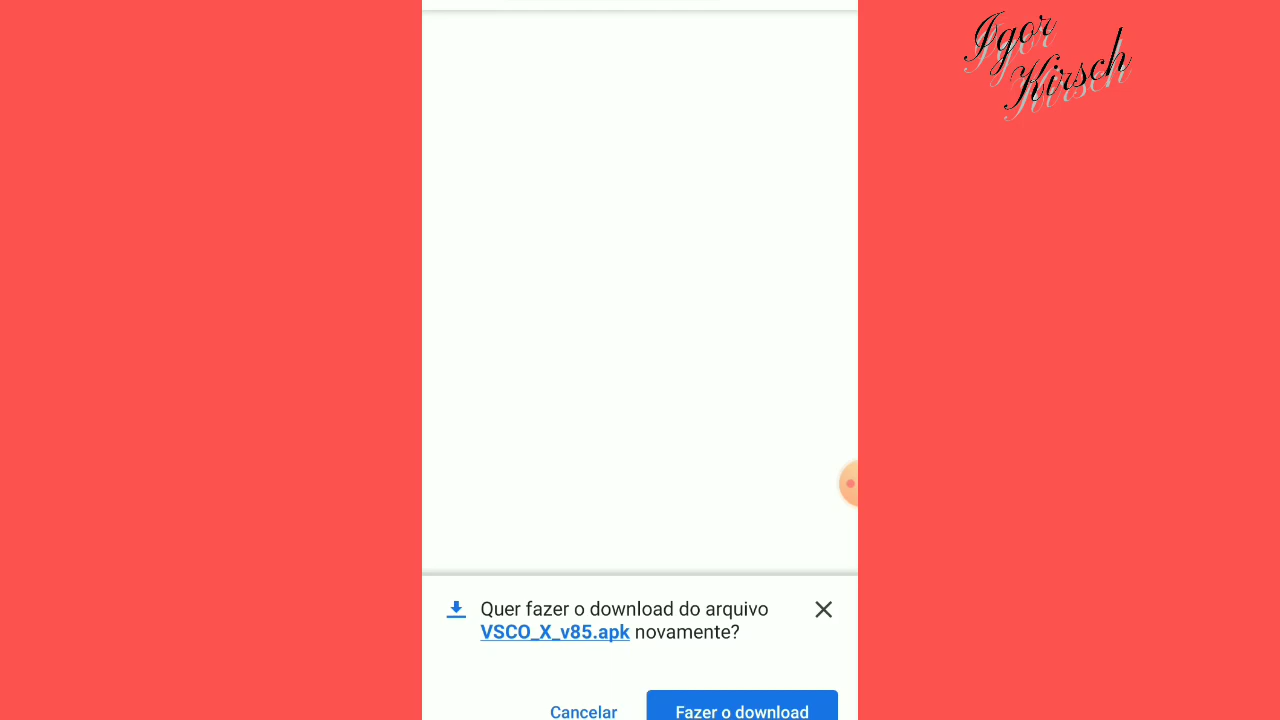 Igor
Kirsch
Quer fazer o download do arquivo
VSCO_X_v85.apk novamente?
Cancelar
Fazer o download